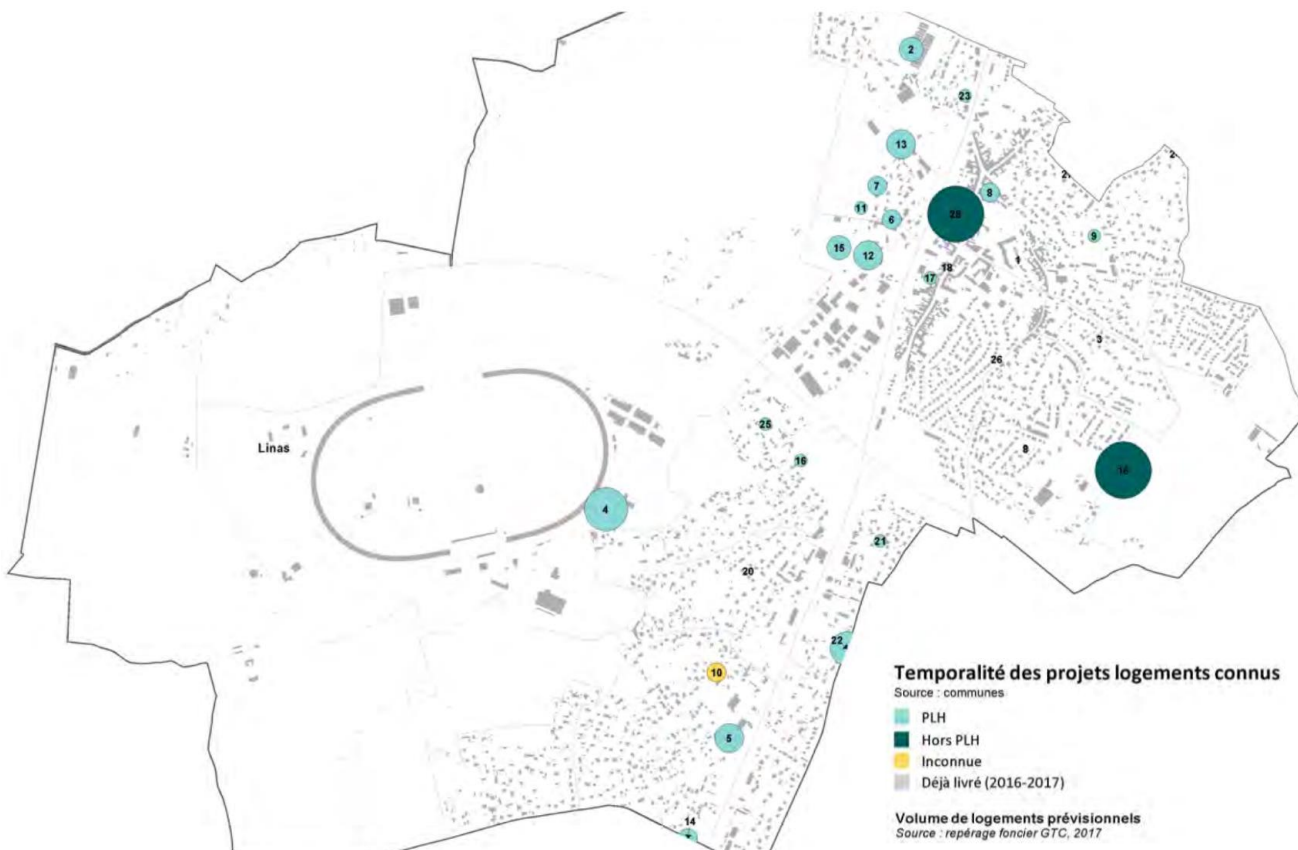 2
23
13
7
8
11
6
9
15
12
1
18
17
3
26
Linas
25
16
4
21
20
22
10
5
14
Temporalité des projets logements connus
Source : communes
PLH
Hors PLH
Inconnue
Déjà livré (2016-2017)
Volume de logements prévisionnels
Source : repérage foncier GTC, 2017